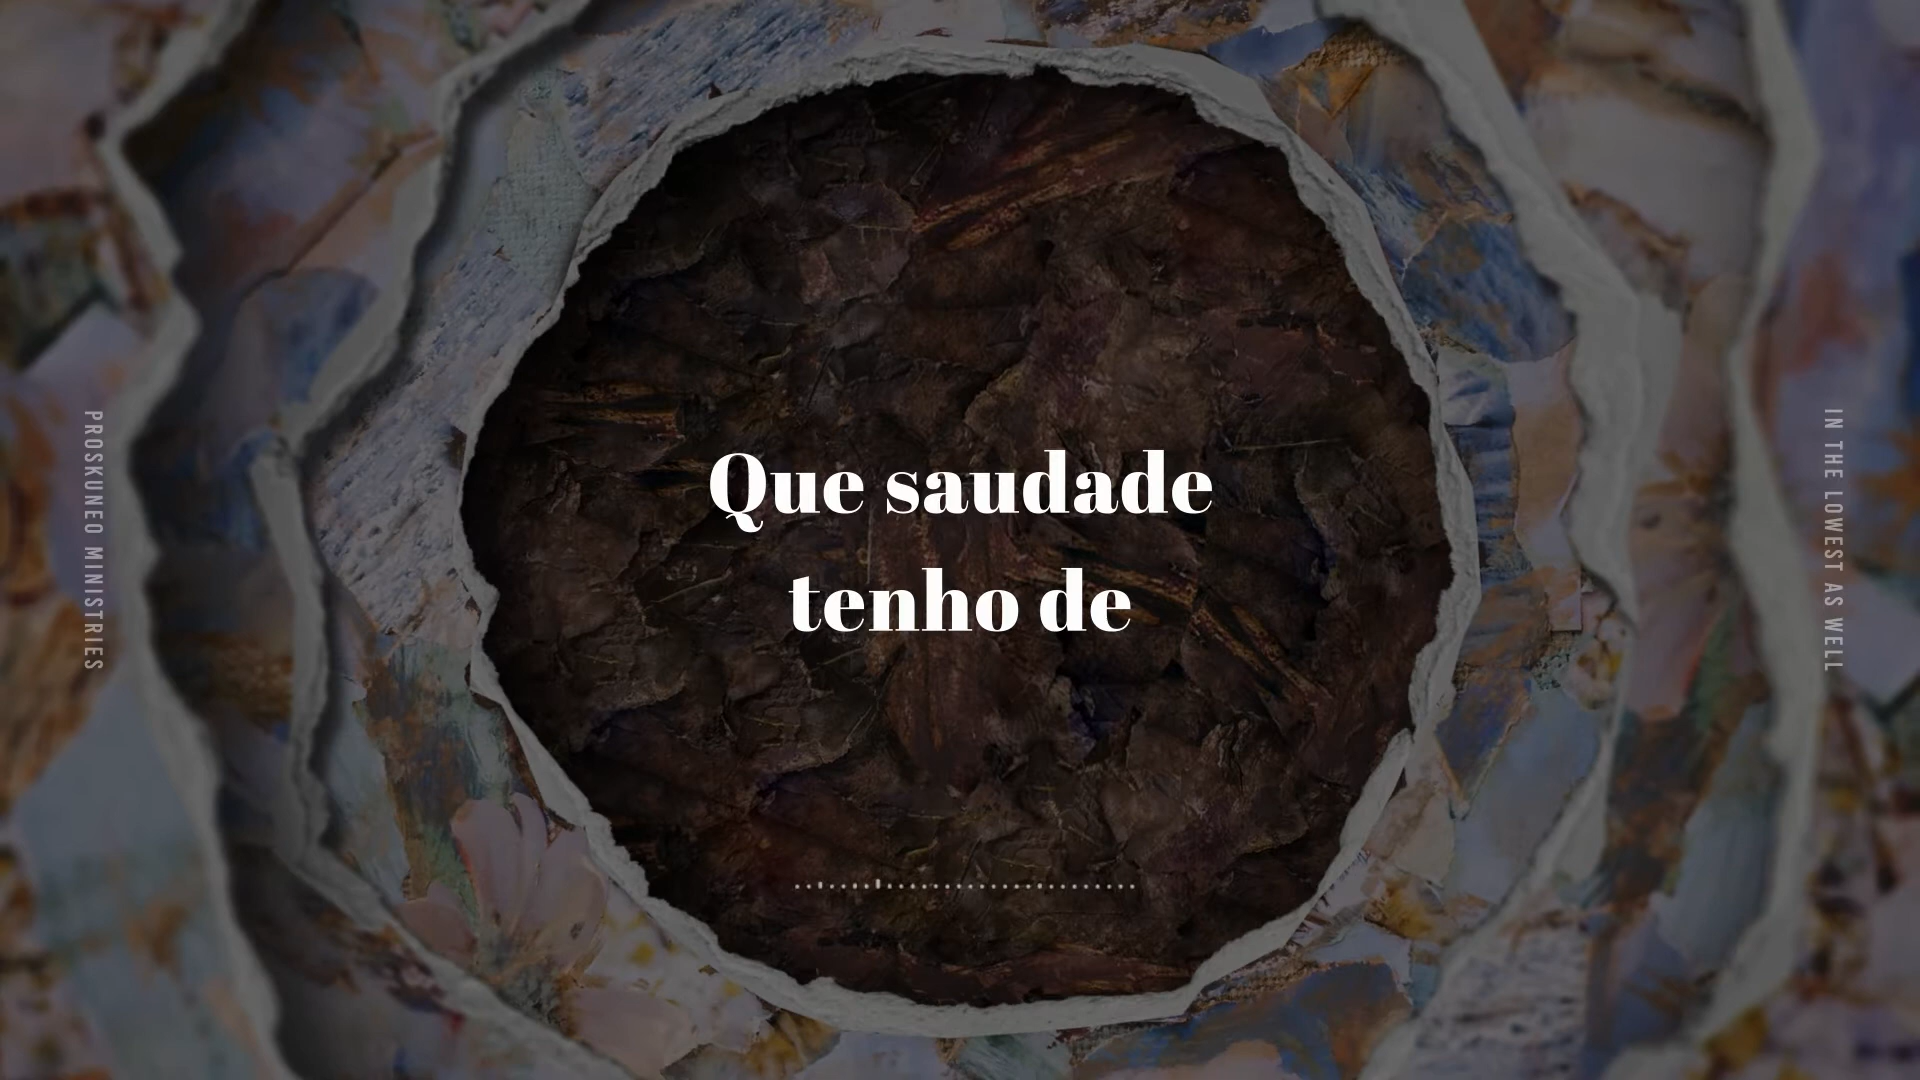 PROSKUNEO MINISTRIES
Que saudade
tenho de
IN THE LOWEST AS WELL